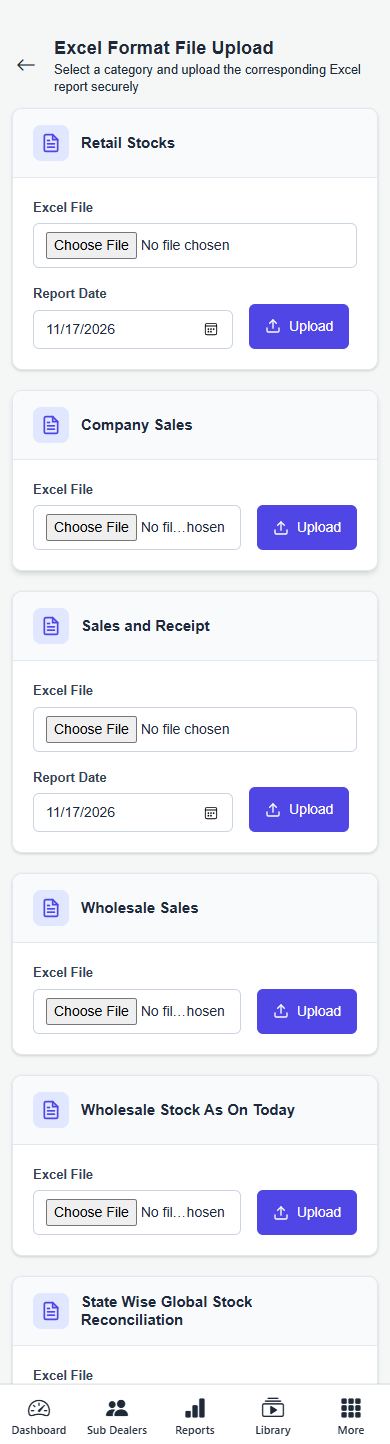 Excel Format File Upload
Select a category and upload the corresponding Excel
report securely
Retail Stocks
Excel File
Choose File No file chosen
Report Date
11/17/2026
Upload
Company Sales
Excel File
Choose File No fil...hosen
Upload
Sales and Receipt
Excel File
Choose File No file chosen
Report Date
11/17/2026
Upload
Wholesale Sales
Excel File
Choose File No fil...hosen
Upload
Wholesale Stock As On Today
Excel File
Choose File No fil...hosen
Upload
State Wise Global Stock
Reconciliation
Excel File
Dashboard Sub Dealers Reports Library More